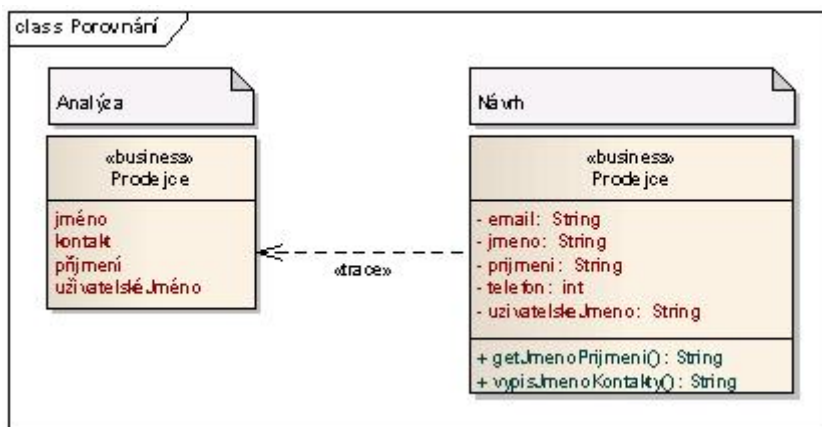 class Porovnání
Analýza
«business»
Prodejce
jméno
kontakt
příjmení
uživatelskéJméno
«trace»
Návrh
«business»
Prodejce
- email: String
- jmeno: String
- prijmeni: String
- telefon: int
- uzivatelskeJmeno: String
+ getJmenoPrijmeni(): String
+ vypisJmenoKontakty(): String